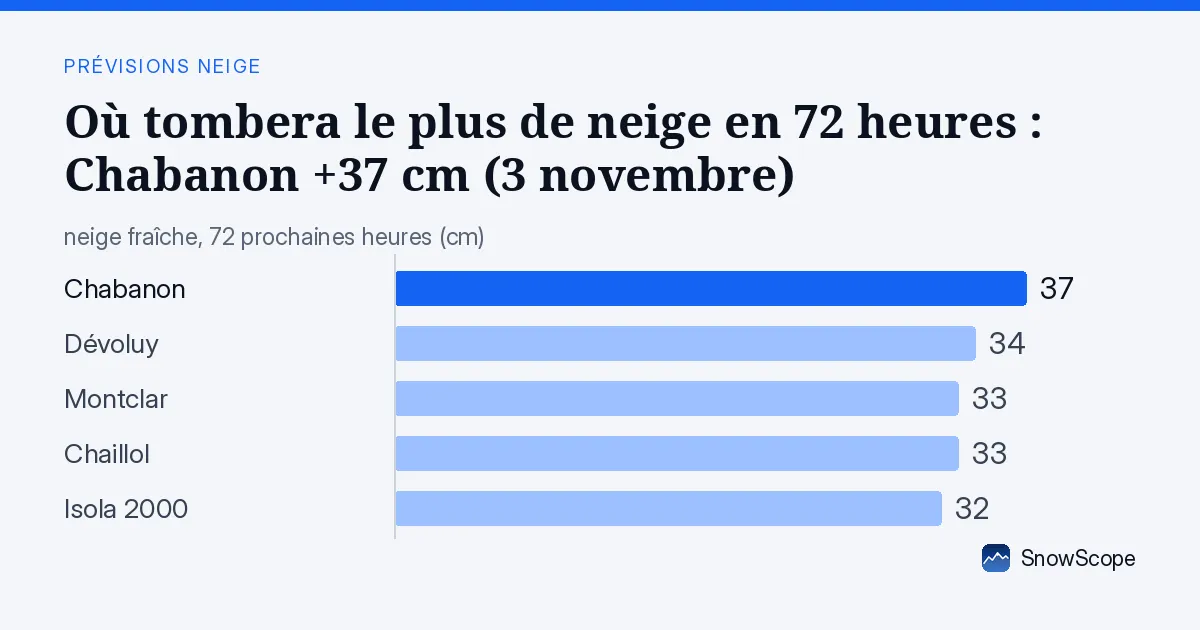 PRÉVISIONS NEIGE
Où tombera le plus de neige en 72 heures :
Chabanon +37 cm (3 novembre)
neige fraîche, 72 prochaines heures (cm)
Chabanon 37
Dévoluy 34
Montclar 33
Chaillol 33
Isola 2000 32
SnowScope